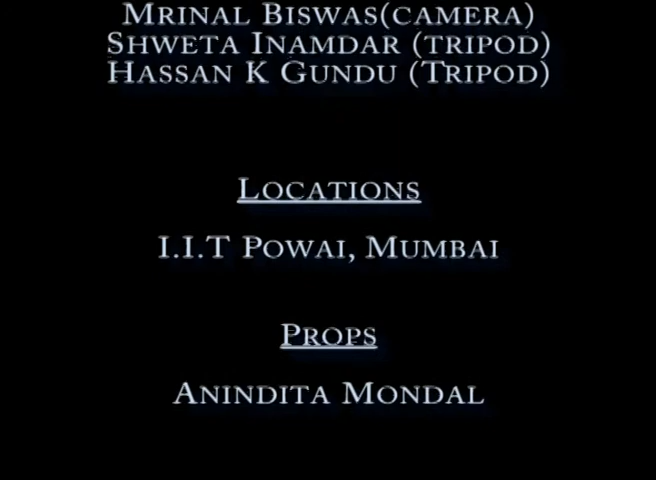 Mrinal Biswas(camera)
Shweta Inamdar (tripod)
Hassan K Gundu (Tripod)
Locations
I.I.T Powai, Mumbai
Props
Anindita Mondal